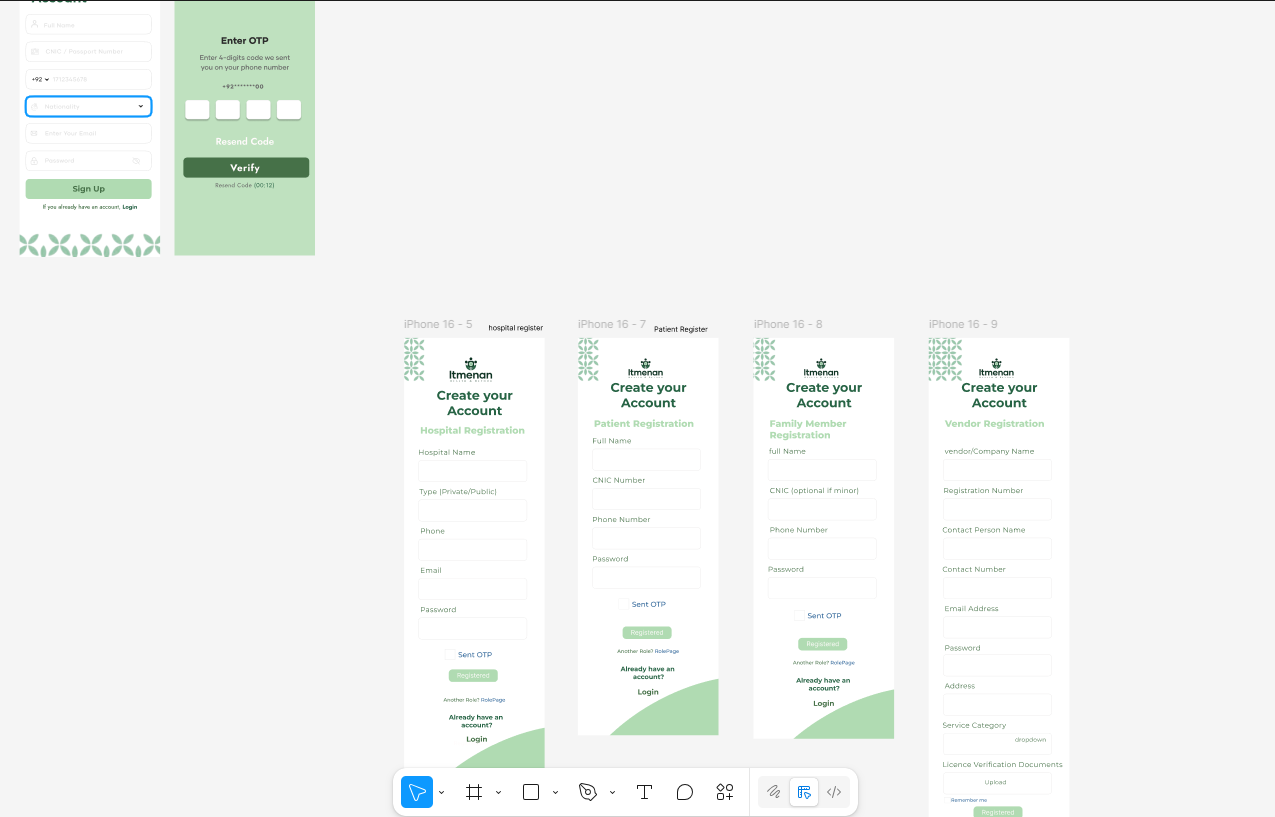 Account
Full Name
CNIC / Passport Number
+92
1712345678
Nationality
Enter Your Email
Password
Sign Up
If you already have an account, Login
Enter OTP
Enter 4-digits code we sent
you on your phone number
+92*******00
Resend Code
Verify
Resend Code (00:12)
iPhone 16 - 5
hospital register
Itmenan
Create your
Account
Hospital Registration
Hospital Name
Type (Private/Public)
Phone
Email
Password
Sent OTP
Registered
Another Role? RolePage
Already have an
account?
Login
iPhone 16 - 7
Patient Register
Itmenan
Create your
Account
Patient Registration
Full Name
CNIC Number
Phone Number
Password
Sent OTP
Registered
Another Role? RolePage
Already have an
account?
Login
iPhone 16 - 8
Itmenan
Create your
Account
Family Member
Registration
full Name
CNIC (optional if minor)
Phone Number
Password
Sent OTP
Registered
Another Role? RolePage
Already have an
account?
Login
iPhone 16 - 9
Itmenan
Create your
Account
Vendor Registration
vendor/Company Name
Registration Number
Contact Person Name
Contact Number
Email Address
Password
Address
Service Category
dropdown
Licence Verification Documents
Upload
Remember me
Registered